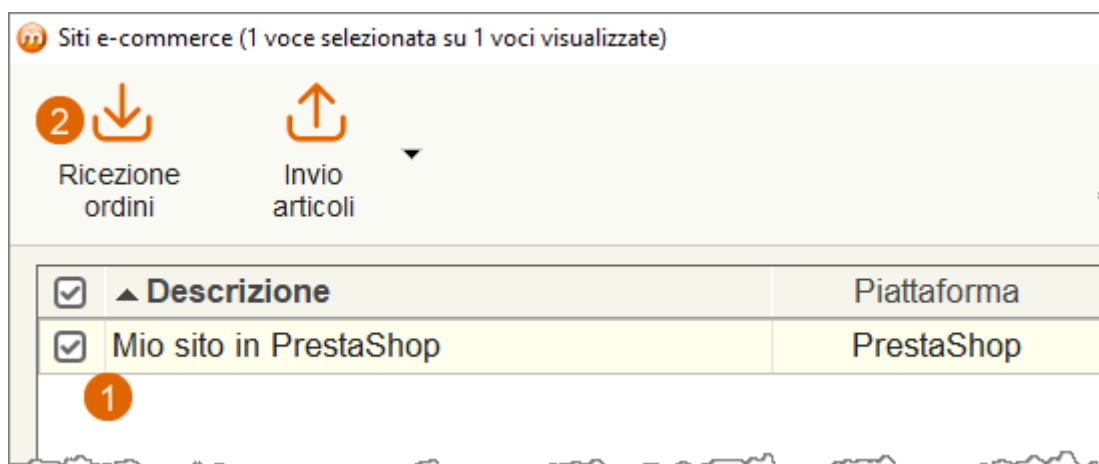 Siti e-commerce (1 voce selezionata su 1 voci visualizzate)
2
Ricezione ordini
Invio articoli
Descrizione Piattaforma
Mio sito in PrestaShop PrestaShop
1